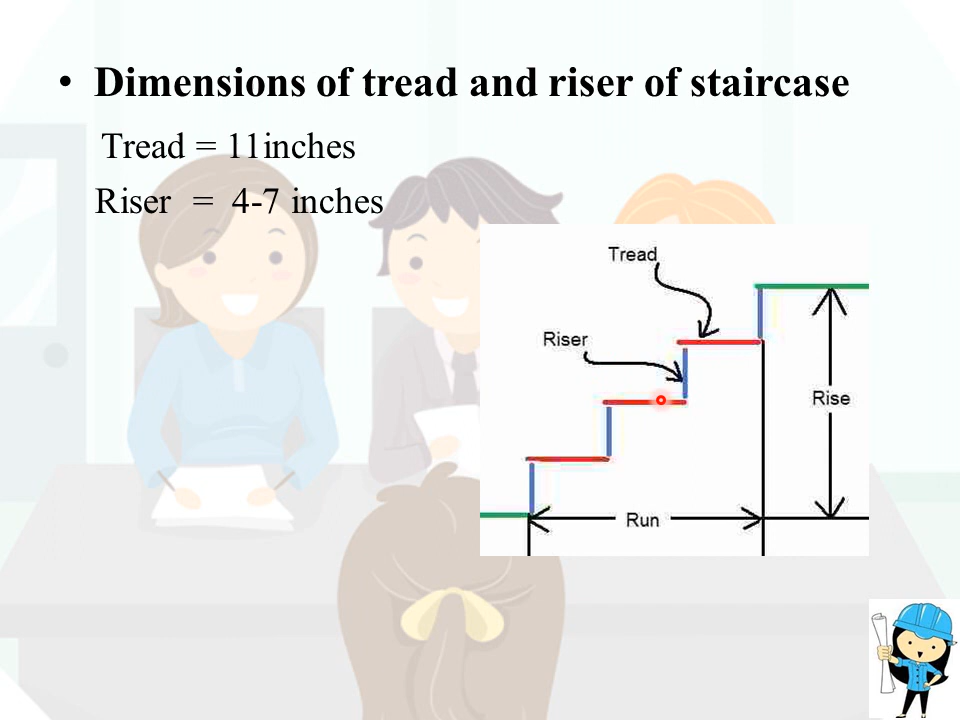 • Dimensions of tread and riser of staircase
Tread = 11inches
Riser = 4-7 inches
Tread
Riser
Rise
Run